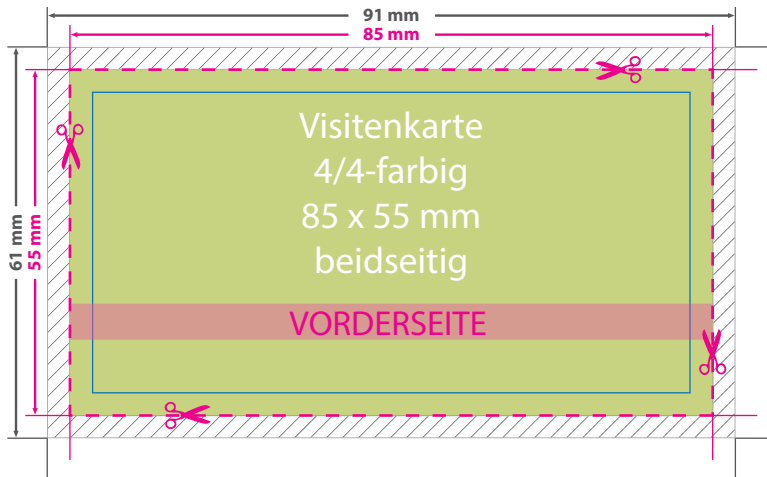 91 mm
85 mm
61 mm
55 mm
Visitenkarte
4/4-farbig
85 x 55 mm
beidseitig
VORDERSEITE